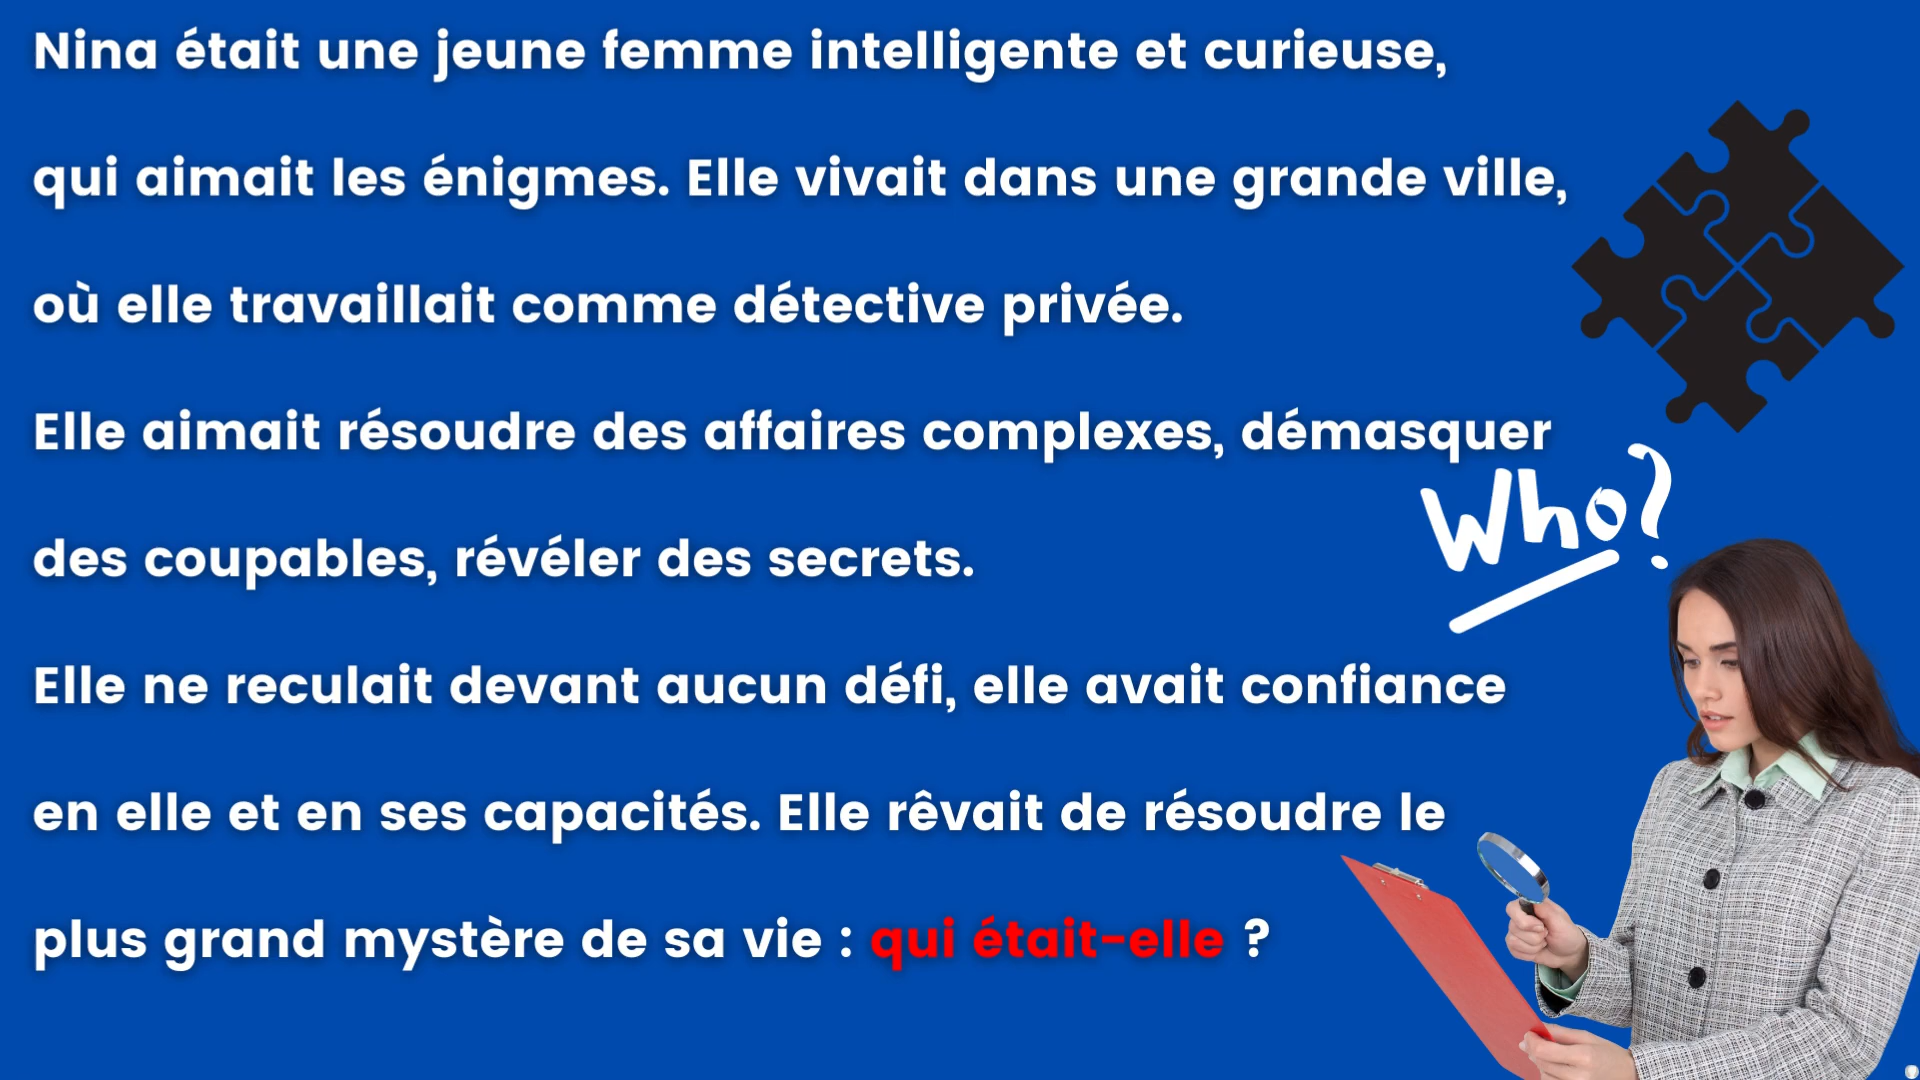 Nina était une jeune femme intelligente et curieuse,
qui aimait les énigmes. Elle vivait dans une grande ville,
où elle travaillait comme détective privée.
Elle aimait résoudre des affaires complexes, démasquer
Who?
des coupables, révéler des secrets.
Elle ne reculait devant aucun défi, elle avait confiance
en elle et en ses capacités. Elle rêvait de résoudre le
plus grand mystère de sa vie : qui était-elle ?